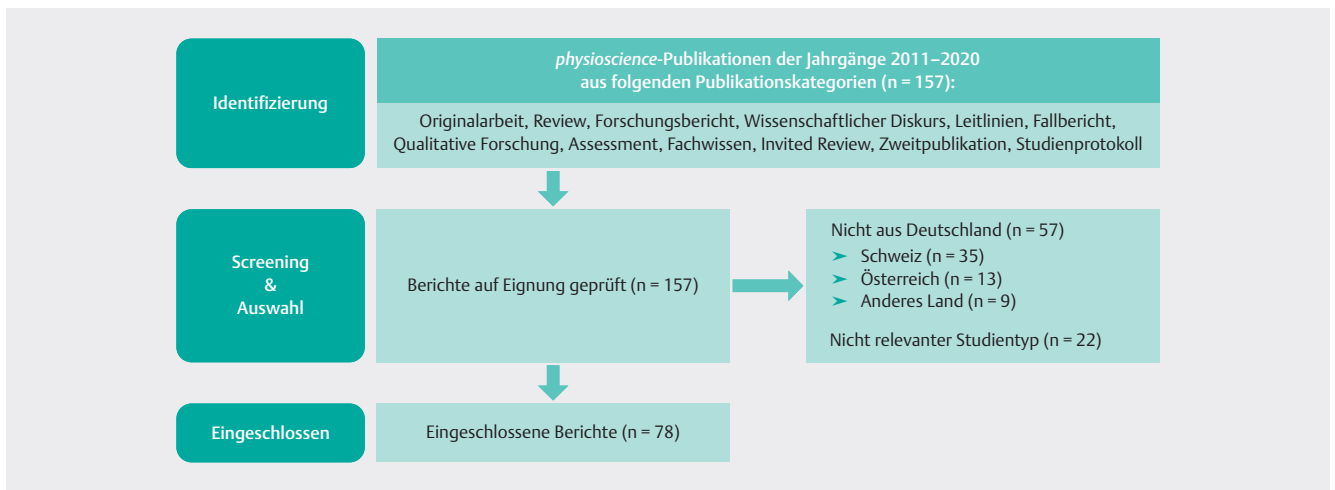 Identifizierung
physioscience-Publikationen der Jahrgänge 2011–2020
aus folgenden Publikationskategorien (n = 157):
Originalarbeit, Review, Forschungsbericht, Wissenschaftlicher Diskurs, Leitlinien, Fallbericht,
Qualitative Forschung, Assessment, Fachwissen, Invited Review, Zweitpublikation, Studienprotokoll
Screening
&
Auswahl
Berichte auf Eignung geprüft (n = 157)
Nicht aus Deutschland (n = 57)
➤ Schweiz (n = 35)
➤ Österreich (n = 13)
➤ Anderes Land (n = 9)
Nicht relevanter Studientyp (n = 22)
Eingeschlossen
Eingeschlossene Berichte (n = 78)